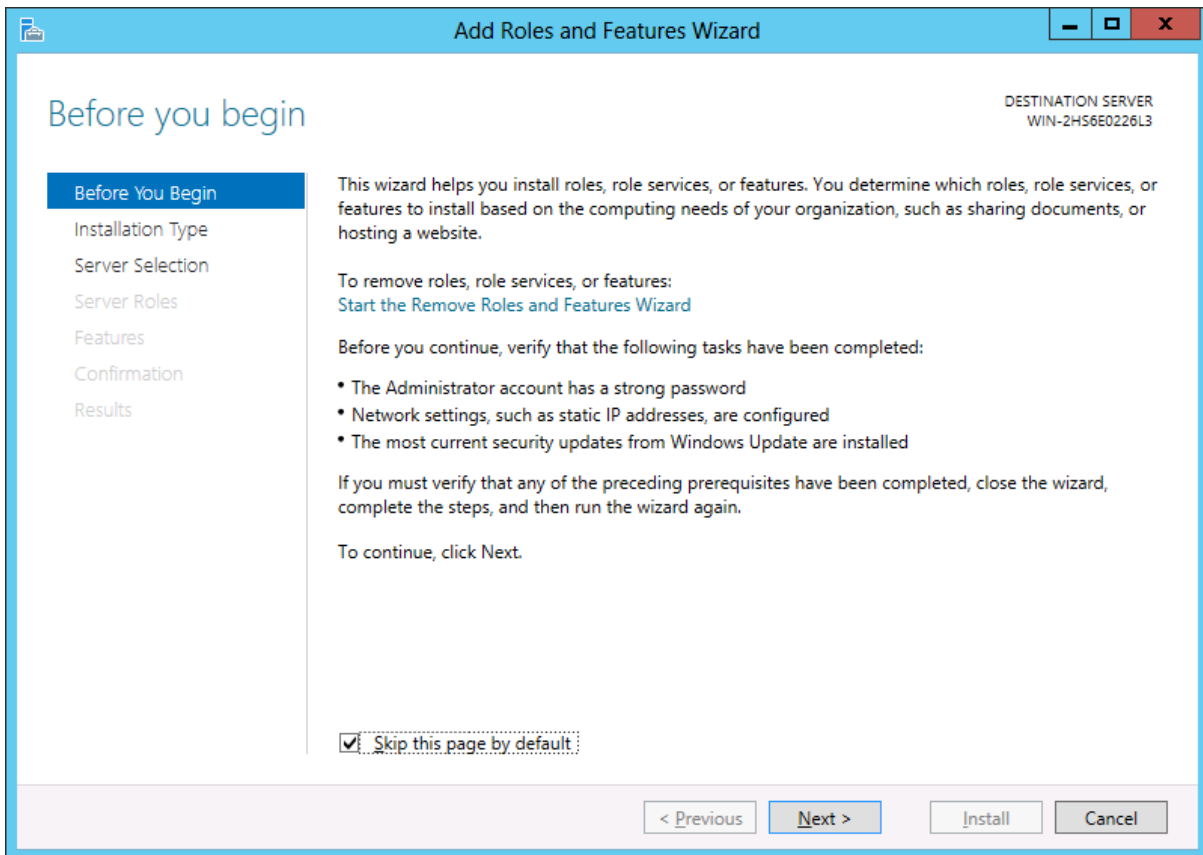 Add Roles and Features Wizard
Before you begin
DESTINATION SERVER
WIN-2HS6E0226L3
Before You Begin
Installation Type
Server Selection
Server Roles
Features
Confirmation
Results
This wizard helps you install roles, role services, or features. You determine which roles, role services, or
features to install based on the computing needs of your organization, such as sharing documents, or
hosting a website.
To remove roles, role services, or features:
Start the Remove Roles and Features Wizard
Before you continue, verify that the following tasks have been completed:
• The Administrator account has a strong password
• Network settings, such as static IP addresses, are configured
• The most current security updates from Windows Update are installed
If you must verify that any of the preceding prerequisites have been completed, close the wizard,
complete the steps, and then run the wizard again.
To continue, click Next.
Skip this page by default
< Previous
Next >
Install
Cancel